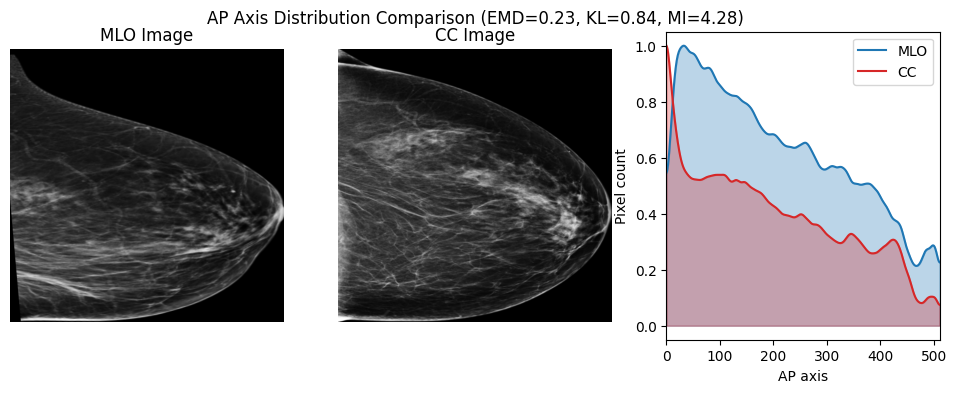 AP Axis Distribution Comparison (EMD=0.23, KL=0.84, MI=4.28)
MLO Image
CC Image
MLO
CC
Pixel count
1.0
0.8
0.6
0.4
0.2
0.0
0 100 200 300 400 500
AP axis